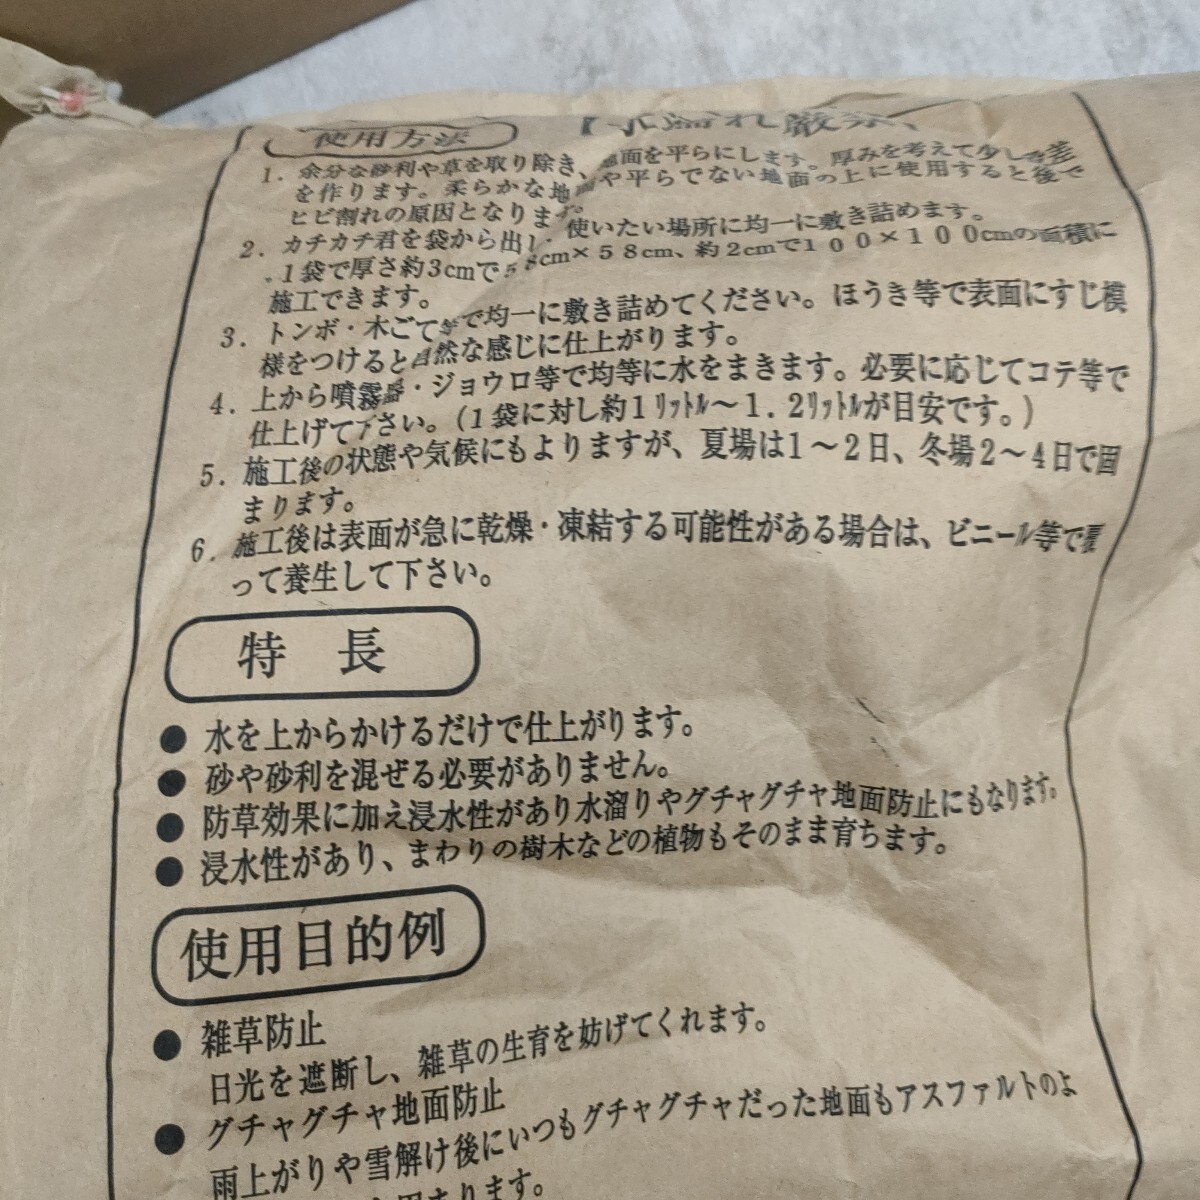 使用方法
水濡れ厳禁
1. 余分な砂利や草を取り除き、地面を平らにします。厚みを考えて少し
を作ります。柔らかな地面や平らでない地面の上に使用すると後で
ヒビ割れの原因となります。
2. カチカチ君を袋から出し、使いたい場所に均一に敷き詰めます。
.1袋で厚さ約3cmで58cm×58cm、約2cmで100×100cmの面積に
施工できます。
3. トンボ・木ごて等で均一に敷き詰めてください。ほうき等で表面にすじ模
様をつけると自然な感じに仕上がります。
4. 上から噴霧器・ジョウロ等で均等に水をまきます。必要に応じてコテ等で
仕上げて下さい。(1袋に対し約1ﾘｯﾄﾙ～1.2ﾘｯﾄﾙが目安です。)
5. 施工後の状態や気候にもよりますが、夏場は1～2日、冬場2～4日で固
まります。
6. 施工後は表面が急に乾燥・凍結する可能性がある場合は、ビニール等で覆
って養生して下さい。
特 長
● 水を上からかけるだけで仕上がります。
● 砂や砂利を混ぜる必要がありません。
● 防草効果に加え浸水性があり水溜りやグチャグチャ地面防止にもなります。
● 浸水性があり、まわりの樹木などの植物もそのまま育ちます。
使用目的例
● 雑草防止
日光を遮断し、雑草の生育を妨げてくれます。
● グチャグチャ地面防止
雨上がりや雪解け後にいつもグチャグチャだった地面もアスファルトのよ
あります。